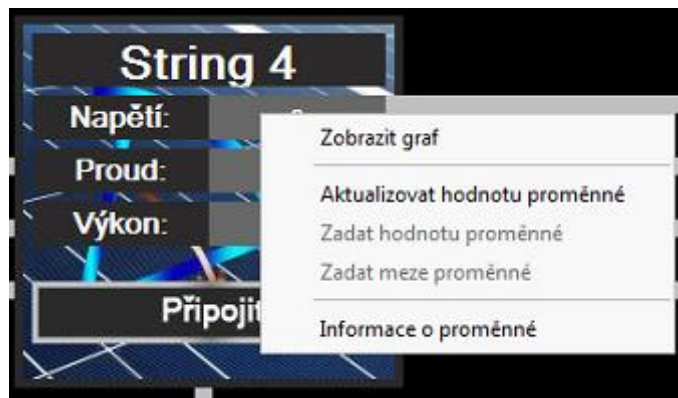 String 4
Napětí:
Proud:
Výkon:
Připojit
Zobrazit graf
Aktualizovat hodnotu proměnné
Zadat hodnotu proměnné
Zadat meze proměnné
Informace o proměnné